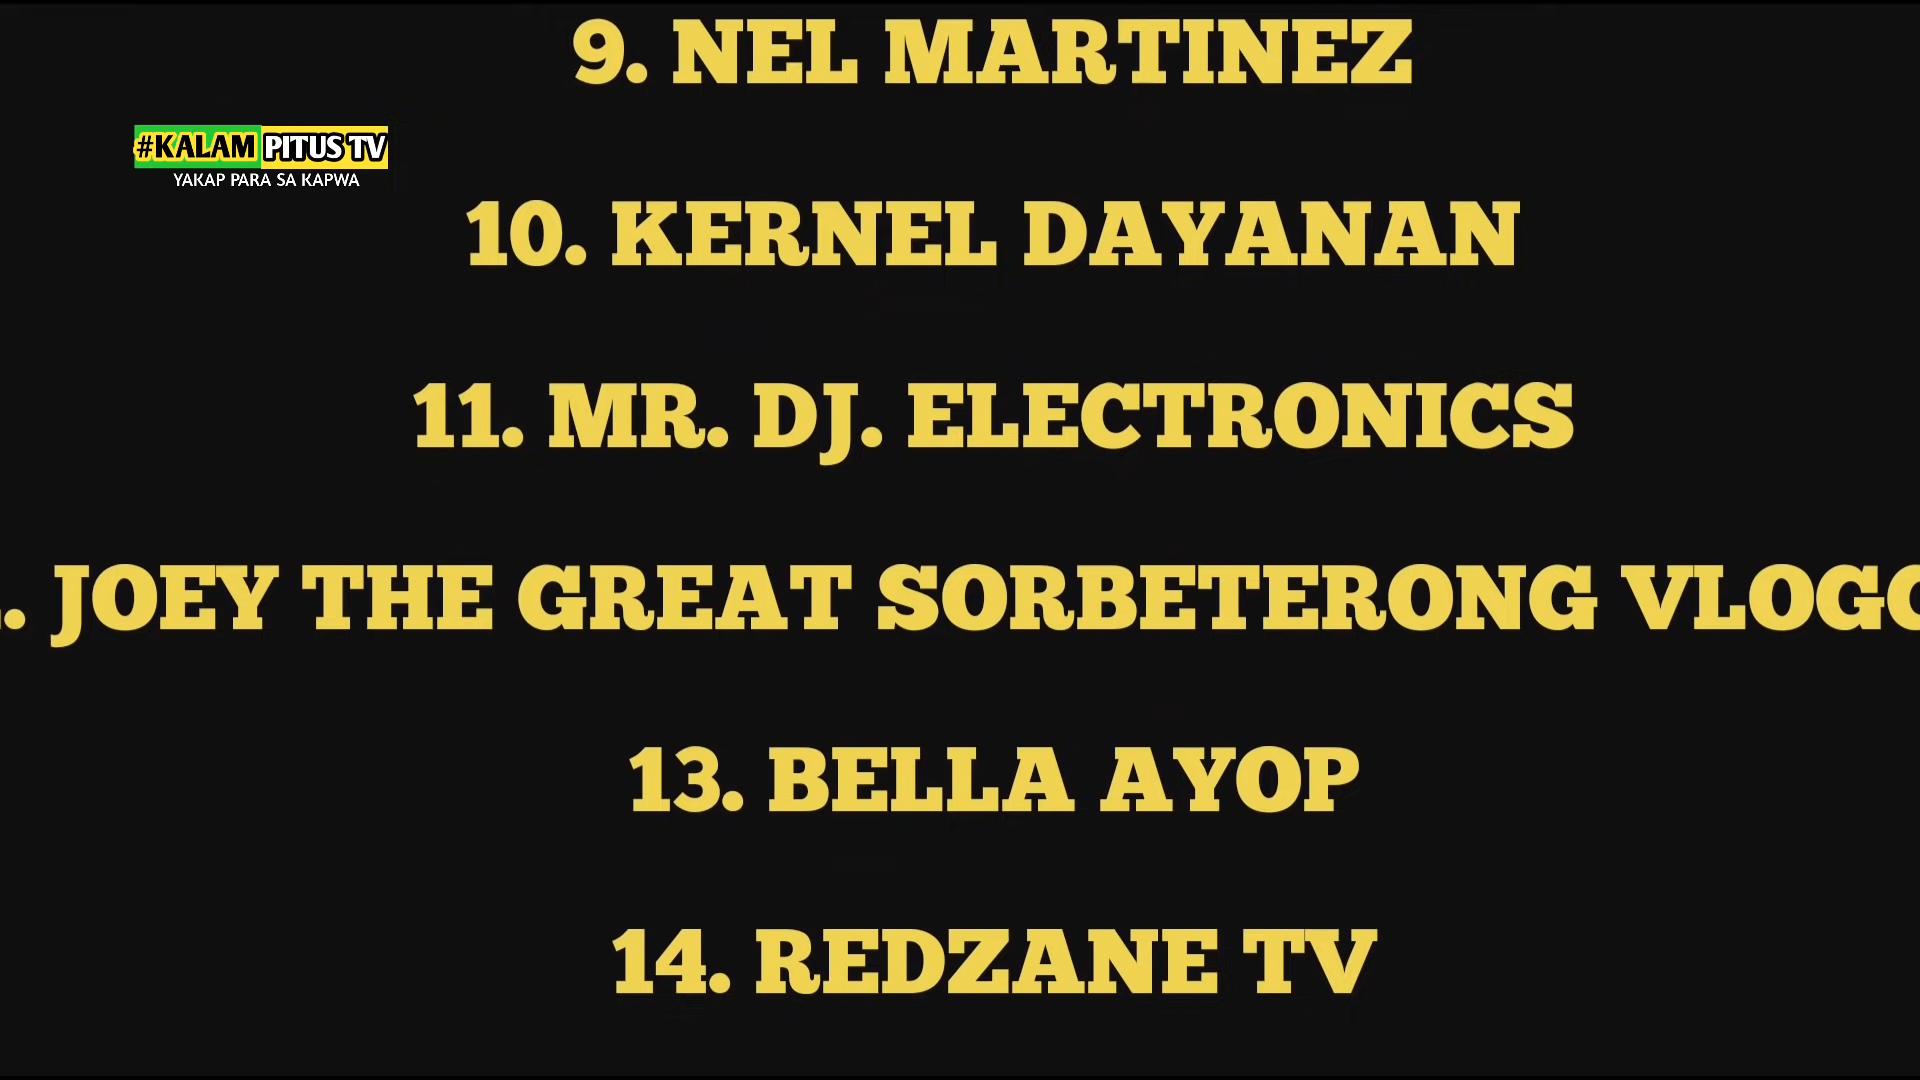 9. NEL MARTINEZ
#KALAM PITUS TV
YAKAP PARA SA KAPWA
10. KERNEL DAYANAN
11. MR. DJ. ELECTRONICS
. JOEY THE GREAT SORBETERONG
13. BELLA AYOP
14. REDZANE TV